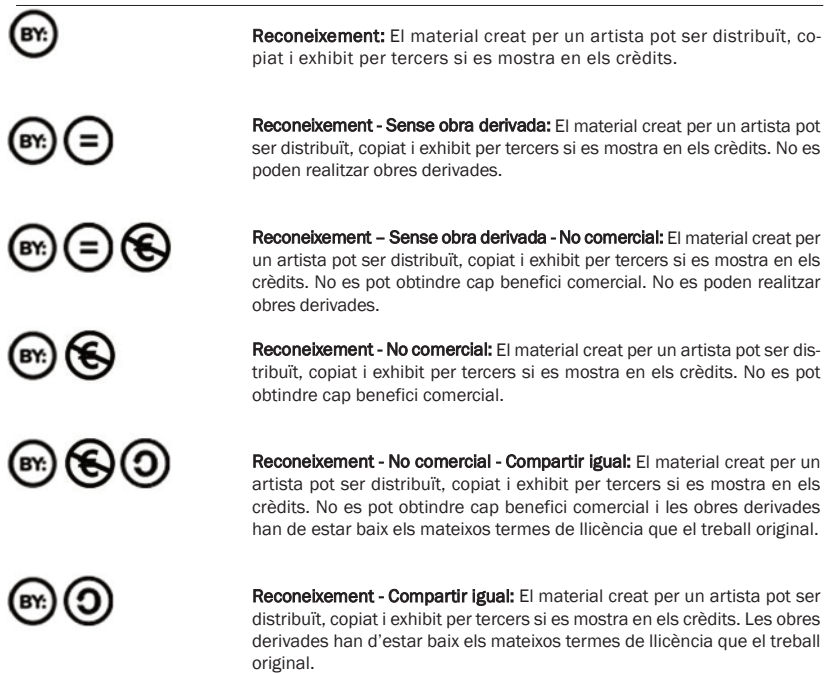 BY:
Reconeixement: El material creat per un artista pot ser distribuït, co-
piat i exhibit per tercers si es mostra en els crèdits.
BY: =
Reconeixement - Sense obra derivada: El material creat per un artista pot
ser distribuït, copiat i exhibit per tercers si es mostra en els crèdits. No es
poden realitzar obres derivades.
BY: = €
Reconeixement – Sense obra derivada - No comercial: El material creat per
un artista pot ser distribuït, copiat i exhibit per tercers si es mostra en els
crèdits. No es pot obtindre cap benefici comercial. No es poden realitzar
obres derivades.
BY: €
Reconeixement - No comercial: El material creat per un artista pot ser dis-
tribuït, copiat i exhibit per tercers si es mostra en els crèdits. No es pot
obtindre cap benefici comercial.
BY: €
Reconeixement - No comercial - Compartir igual: El material creat per un
artista pot ser distribuït, copiat i exhibit per tercers si es mostra en els
crèdits. No es pot obtindre cap benefici comercial i les obres derivades
han de estar baix els mateixos termes de llicència que el treball original.
BY:
Reconeixement - Compartir igual: El material creat per un artista pot ser
distribuït, copiat i exhibit per tercers si es mostra en els crèdits. Les obres
derivades han d'estar baix els mateixos termes de llicència que el treball
original.